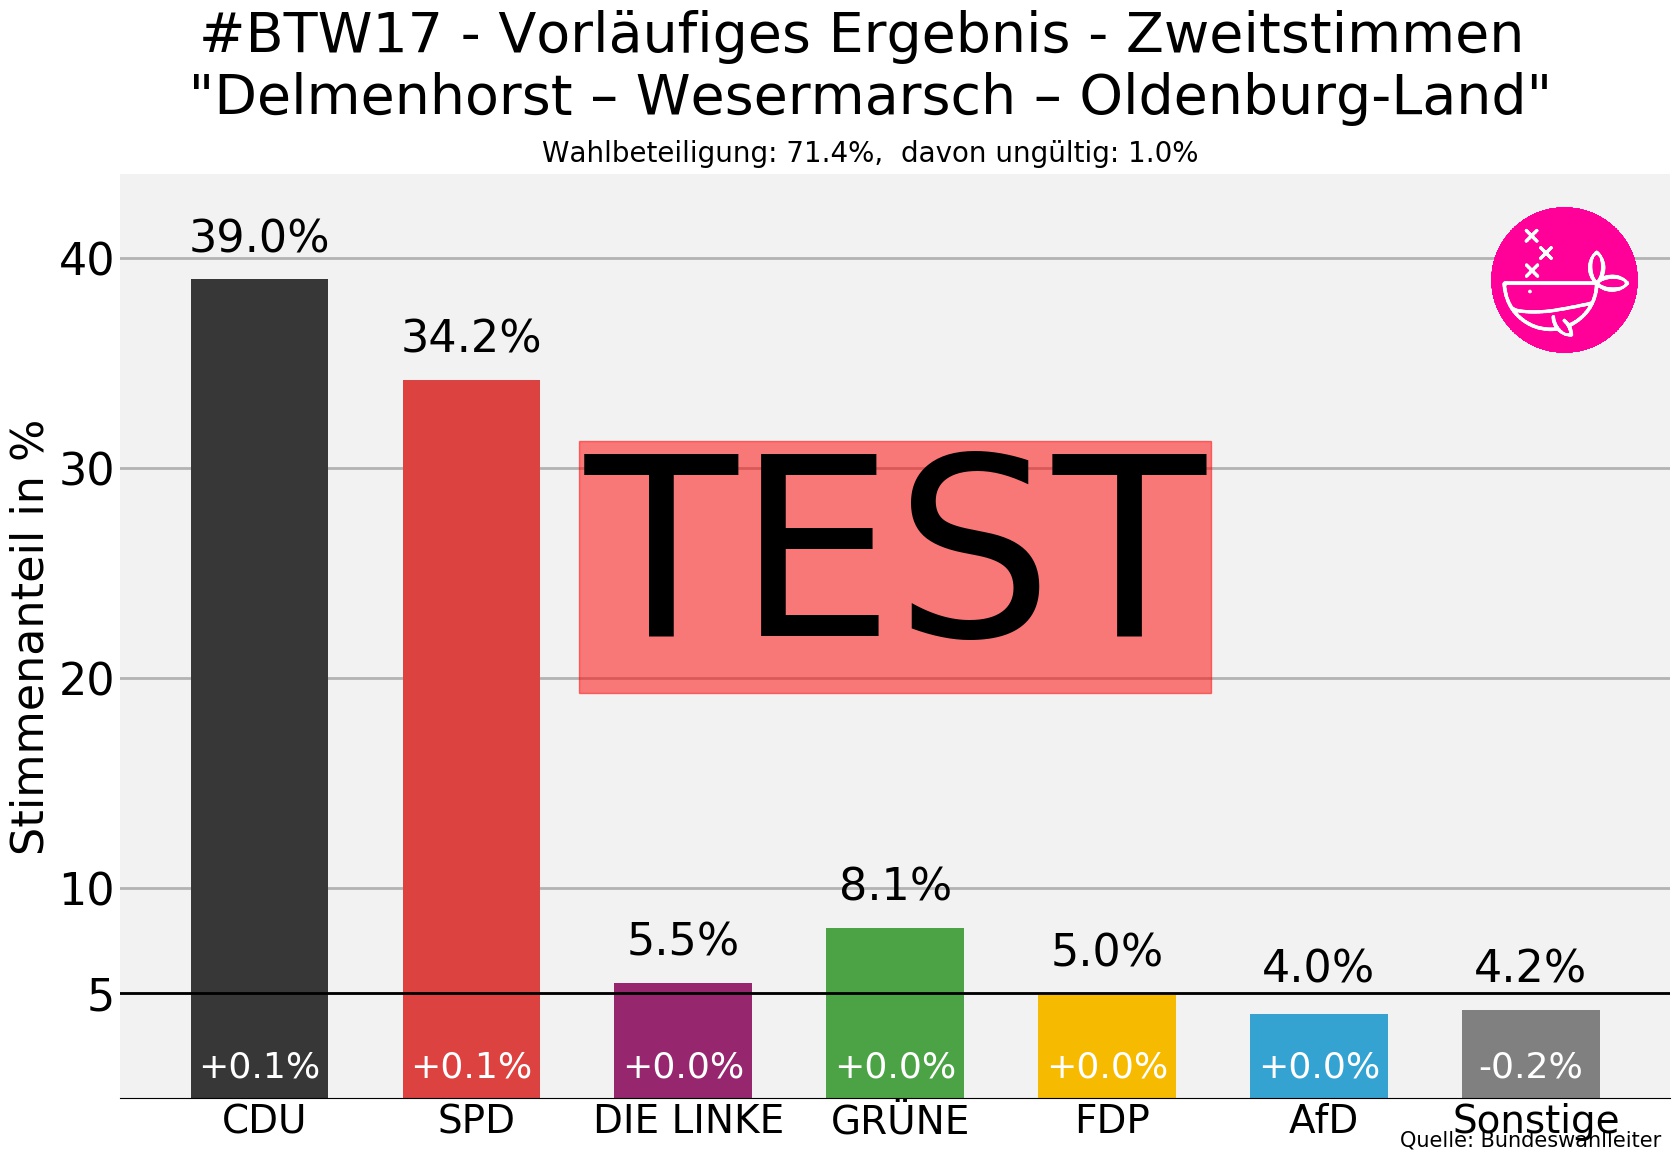 #BTW17 - Vorläufiges Ergebnis - Zweitstimmen
"Delmenhorst – Wesermarsch – Oldenburg-Land"
Wahlbeteiligung: 71.4%,  davon ungültig: 1.0%
Stimmenanteil in %
40
30
20
10
5
39.0%
34.2%
5.5%
8.1%
5.0%
4.0%
4.2%
TEST
+0.1%
+0.1%
+0.0%
+0.0%
+0.0%
+0.0%
-0.2%
CDU
SPD
DIE LINKE
GRÜNE
FDP
AfD
Sonstige
Quelle: Bundeswahlleiter